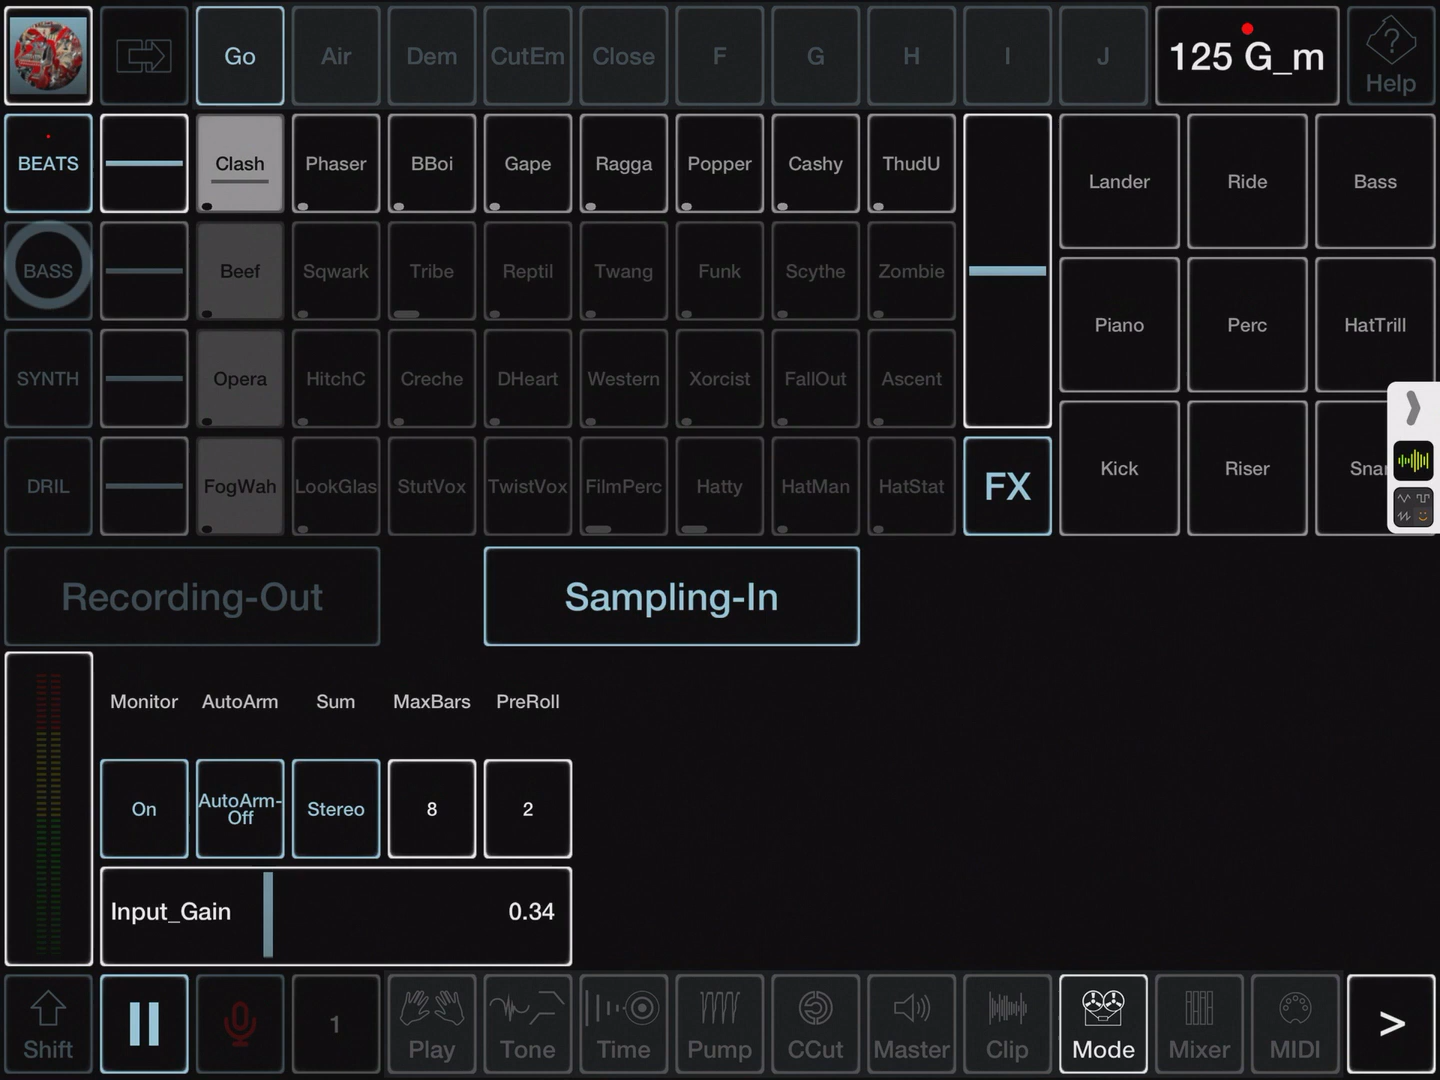 Go Air Dem CutEm Close F G H I J 125 G_m ?
Help
BEATS Clash Phaser BBoi Gape Ragga Popper Cashy ThudU
Lander Ride Bass
BASS Beef Sqwark Tribe Reptil Twang Funk Scythe Zombie
Piano Perc HatTrill
SYNTH Opera HitchC Creche DHeart Western Xorcist FallOut Ascent
DRIL FogWah LookGlas StutVox TwistVox FilmPerc Hatty HatMan HatStat FX
Kick Riser
Recording-Out Sampling-In
Monitor AutoArm Sum MaxBars PreRoll
On AutoArm-
Off Stereo 8 2
Input_Gain 0.34
Shift 1 Play Tone Time Pump CCut Master Clip Mode Mixer MIDI >